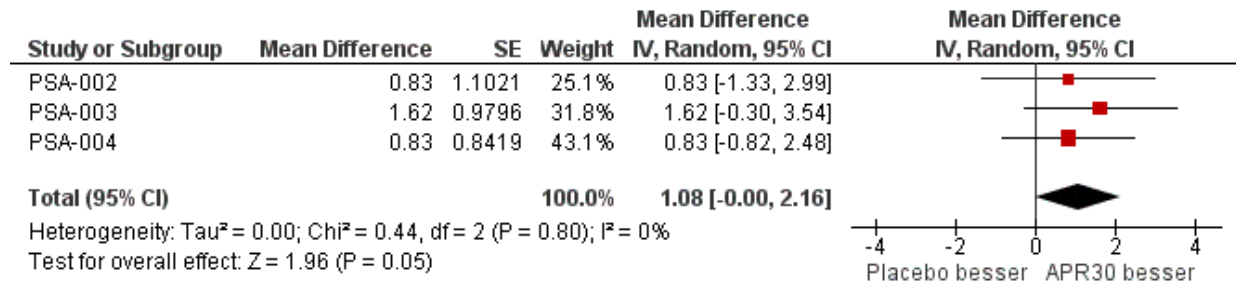 Mean Difference Mean Difference
Study or Subgroup Mean Difference SE Weight IV, Random, 95% CI IV, Random, 95% CI
PSA-002 0.83 1.1021 25.1% 0.83 [-1.33, 2.99]
PSA-003 1.62 0.9796 31.8% 1.62 [-0.30, 3.54]
PSA-004 0.83 0.8419 43.1% 0.83 [-0.82, 2.48]
Total (95% CI) 100.0% 1.08 [-0.00, 2.16]
Heterogeneity: Tau² = 0.00; Chi² = 0.44, df = 2 (P = 0.80); I² = 0%
Test for overall effect: Z = 1.96 (P = 0.05)
-4 -2 0 2 4
Placebo besser APR30 besser